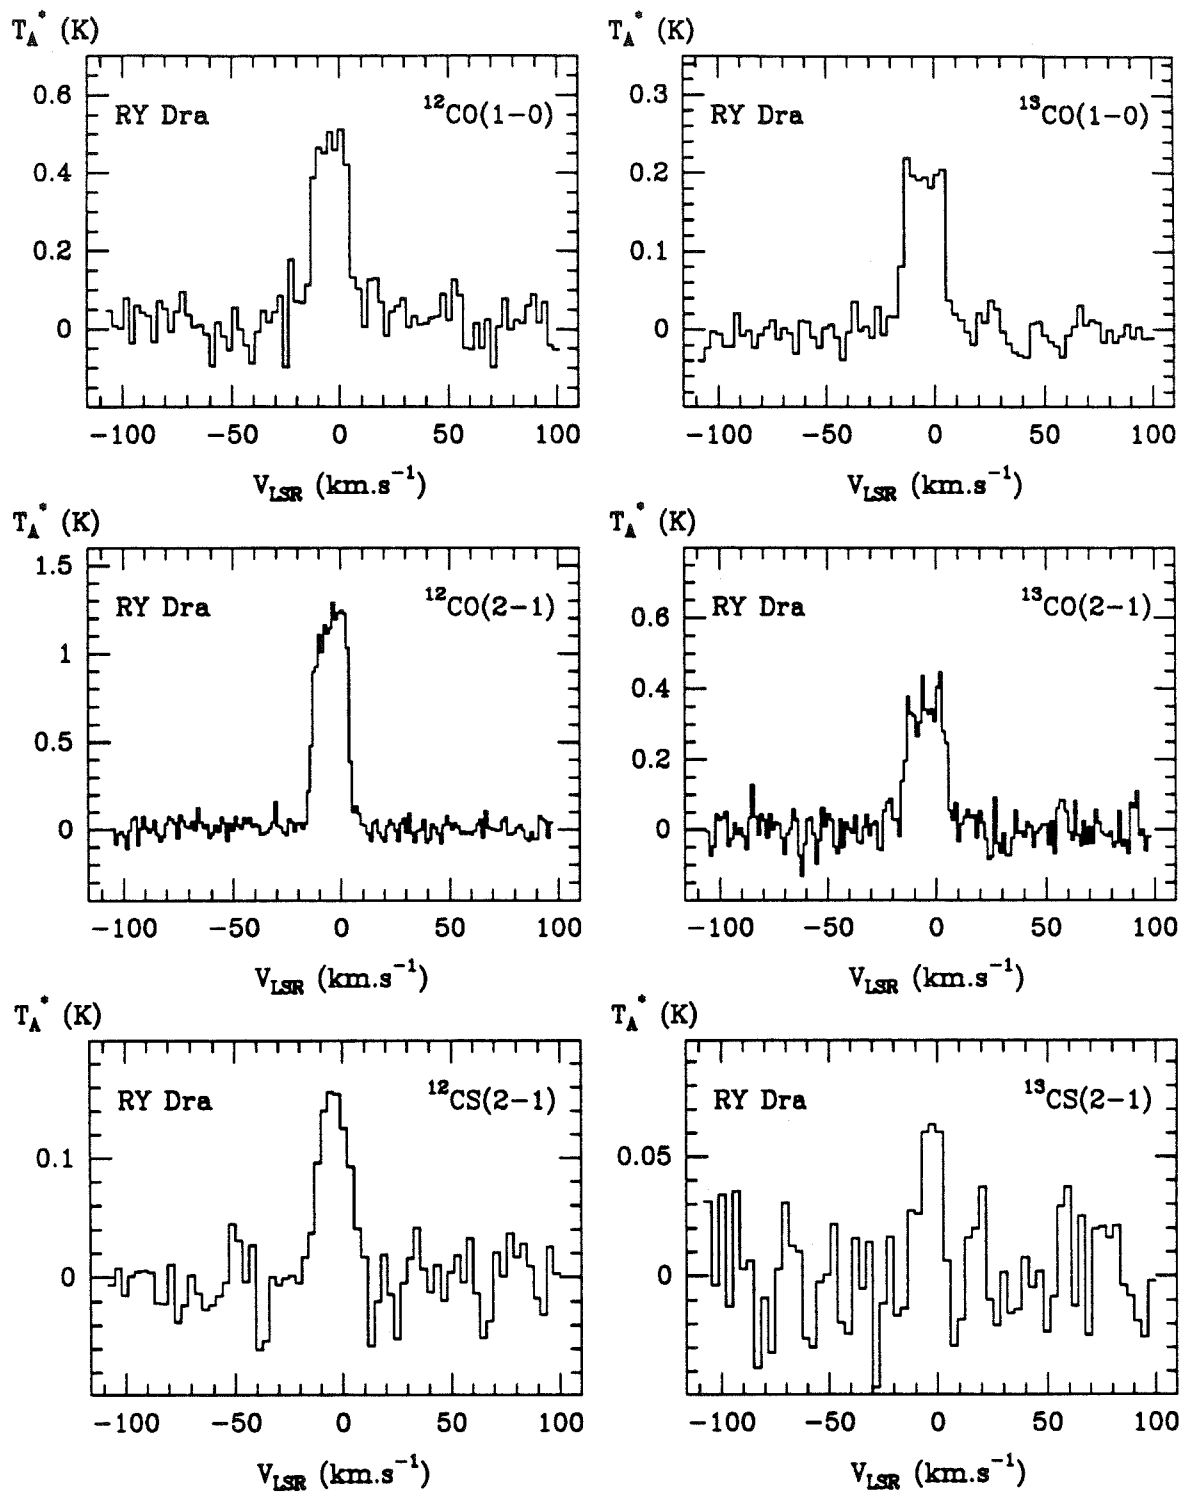 T_A^* (K)
RY Dra ^12CO(1−0)
0.6
0.4
0.2
0
−100 −50 0 50 100
V_LSR (km.s^−1)
T_A^* (K)
RY Dra ^13CO(1−0)
0.3
0.2
0.1
0
−100 −50 0 50 100
V_LSR (km.s^−1)
T_A^* (K)
RY Dra ^12CO(2−1)
1.5
1
0.5
0
−100 −50 0 50 100
V_LSR (km.s^−1)
T_A^* (K)
RY Dra ^13CO(2−1)
0.6
0.4
0.2
0
−100 −50 0 50 100
V_LSR (km.s^−1)
T_A^* (K)
RY Dra ^12CS(2−1)
0.1
0
−100 −50 0 50 100
V_LSR (km.s^−1)
T_A^* (K)
RY Dra ^13CS(2−1)
0.05
0
−100 −50 0 50 100
V_LSR (km.s^−1)